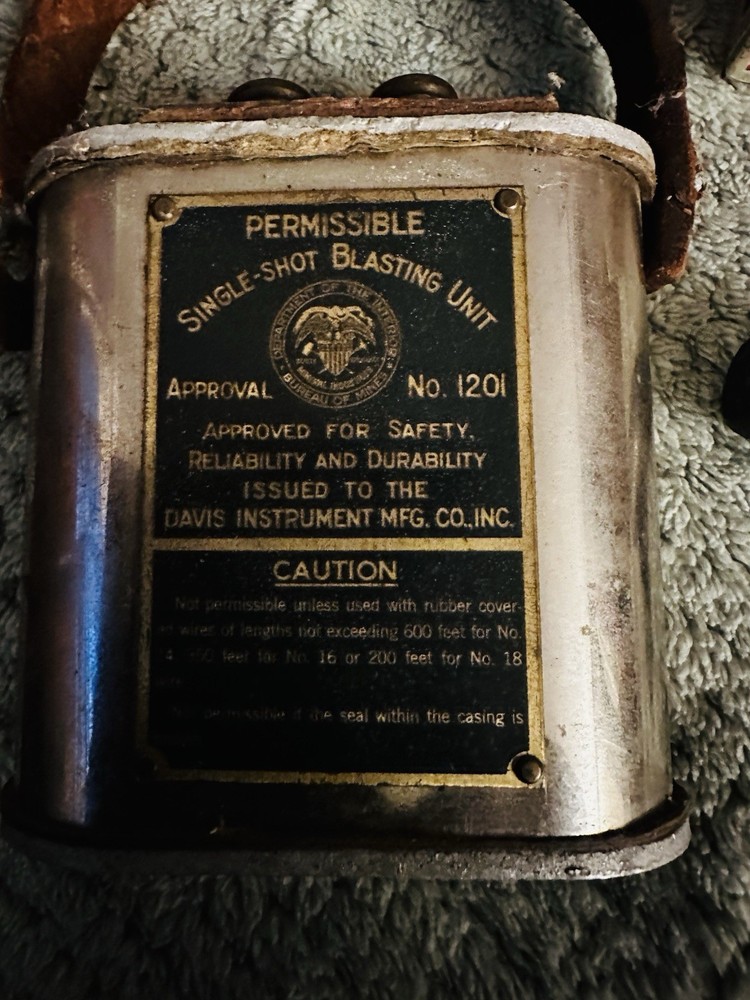 PERMISSIBLE
SINGLE-SHOT BLASTING UNIT
DEPARTMENT OF THE INTERIOR
BUREAU OF MINES
APPROVAL No. 1201
APPROVED FOR SAFETY,
RELIABILITY AND DURABILITY
ISSUED TO THE
DAVIS INSTRUMENT MFG. CO., INC.
CAUTION
Not permissible unless used with rubber cover-
wires of lengths not exceeding 600 feet for No.
feet for No. 16 or 200 feet for No. 18
Not permissible if the seal within the casing is